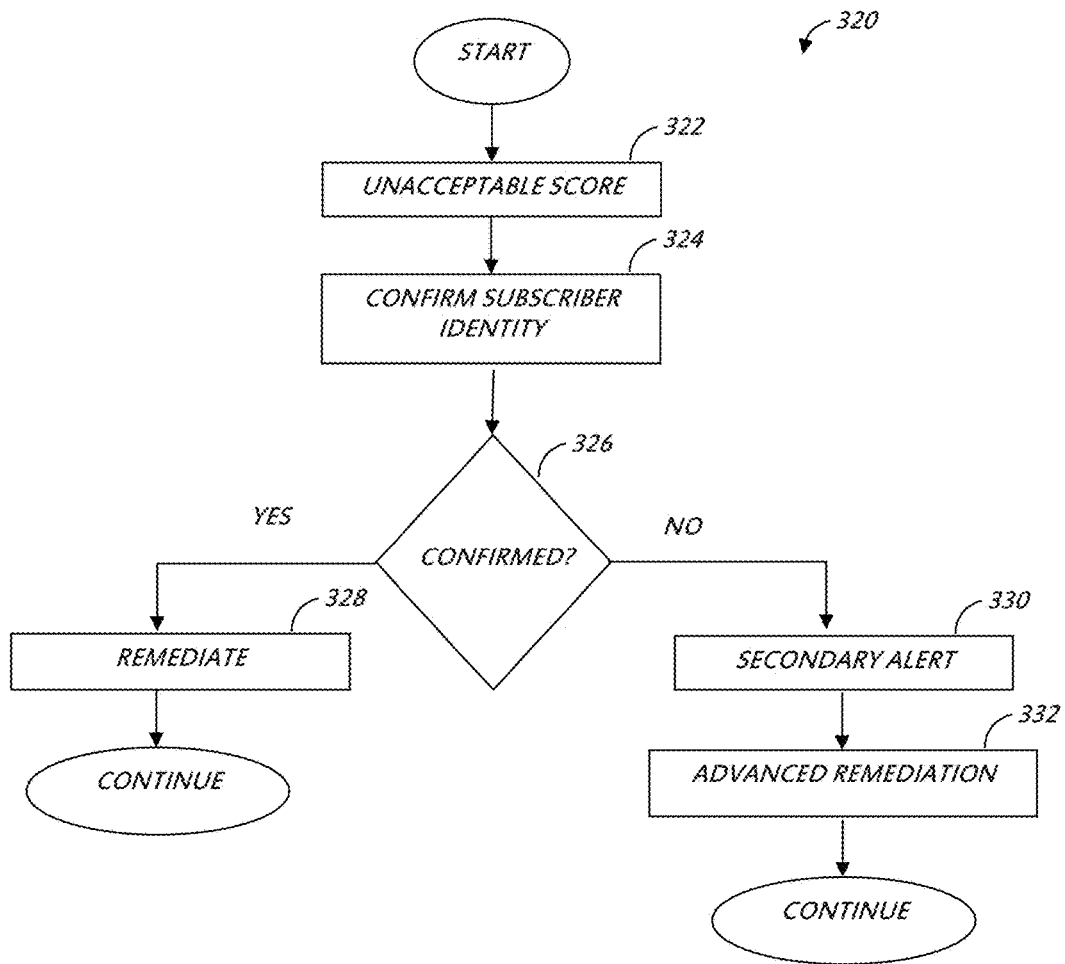 START
320
322
UNACCEPTABLE SCORE
324
CONFIRM SUBSCRIBER
IDENTITY
326
YES
NO
CONFIRMED?
328
REMEDIATE
330
SECONDARY ALERT
332
CONTINUE
ADVANCED REMEDIATION
CONTINUE